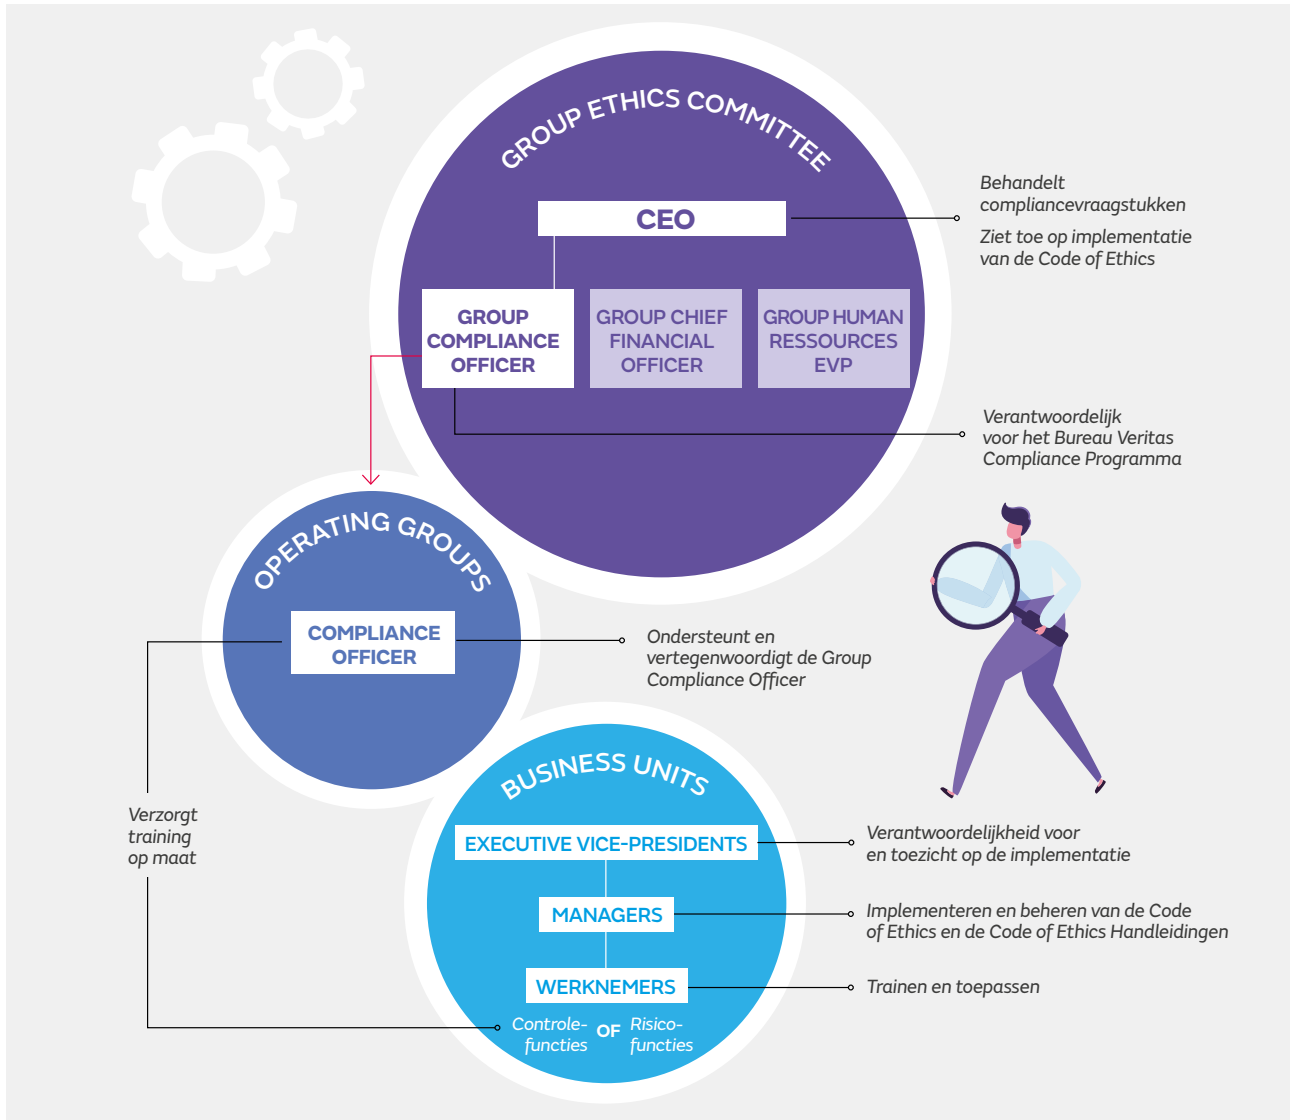 GROUP ETHICS COMMITTEE
CEO
Behandelt
compliancevraagstukken
Ziet toe op implementatie
van de Code of Ethics
GROUP
COMPLIANCE
OFFICER
GROUP CHIEF
FINANCIAL
OFFICER
GROUP HUMAN
RESSOURCES
EVP
Verantwoordelijk
voor het Bureau Veritas
Compliance Programma
OPERATING GROUPS
COMPLIANCE
OFFICER
Ondersteunt en
vertegenwoordigt de Group
Compliance Officer
Verzorgt
training
op maat
BUSINESS UNITS
EXECUTIVE VICE-PRESIDENTS
Verantwoordelijkheid voor
en toezicht op de implementatie
MANAGERS
Implementeren en beheren van de Code
of Ethics en de Code of Ethics Handleidingen
WERKNEMERS
Trainen en toepassen
Controle-
functies
OF
Risico-
functies